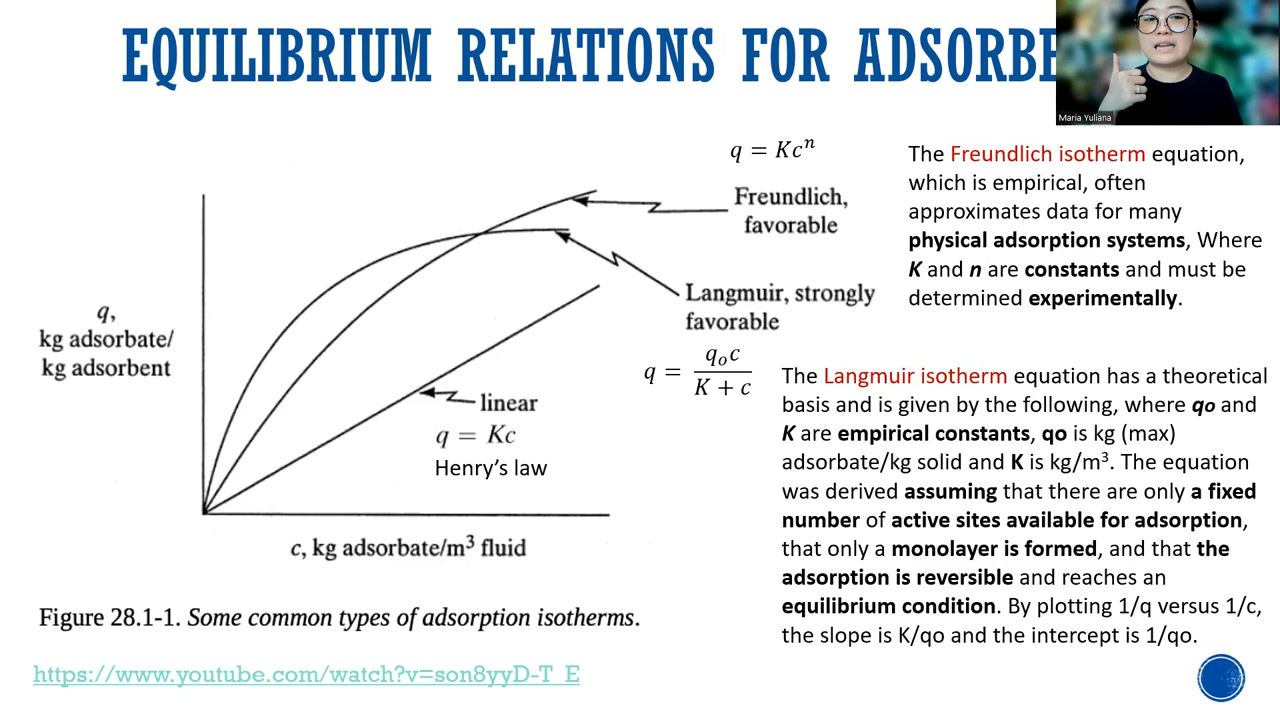 EQUILIBRIUM RELATIONS FOR
Maria Yuliana
q = Kcⁿ
Freundlich,
favorable
Langmuir, strongly
favorable
q,
kg adsorbate/
kg adsorbent
linear
q = Kc
Henry's law
c, kg adsorbate/m³ fluid
Figure 28.1-1. Some common types of adsorption isotherms.
https://www.youtube.com/watch?v=son8yyD-T_E
The Freundlich isotherm equation,
which is empirical, often
approximates data for many
physical adsorption systems, Where
K and n are constants and must be
determined experimentally.
q = qₒc / (K + c)
The Langmuir isotherm equation has a theoretical
basis and is given by the following, where qo and
K are empirical constants, qo is kg (max)
adsorbate/kg solid and K is kg/m³. The equation
was derived assuming that there are only a fixed
number of active sites available for adsorption,
that only a monolayer is formed, and that the
adsorption is reversible and reaches an
equilibrium condition. By plotting 1/q versus 1/c,
the slope is K/qo and the intercept is 1/qo.